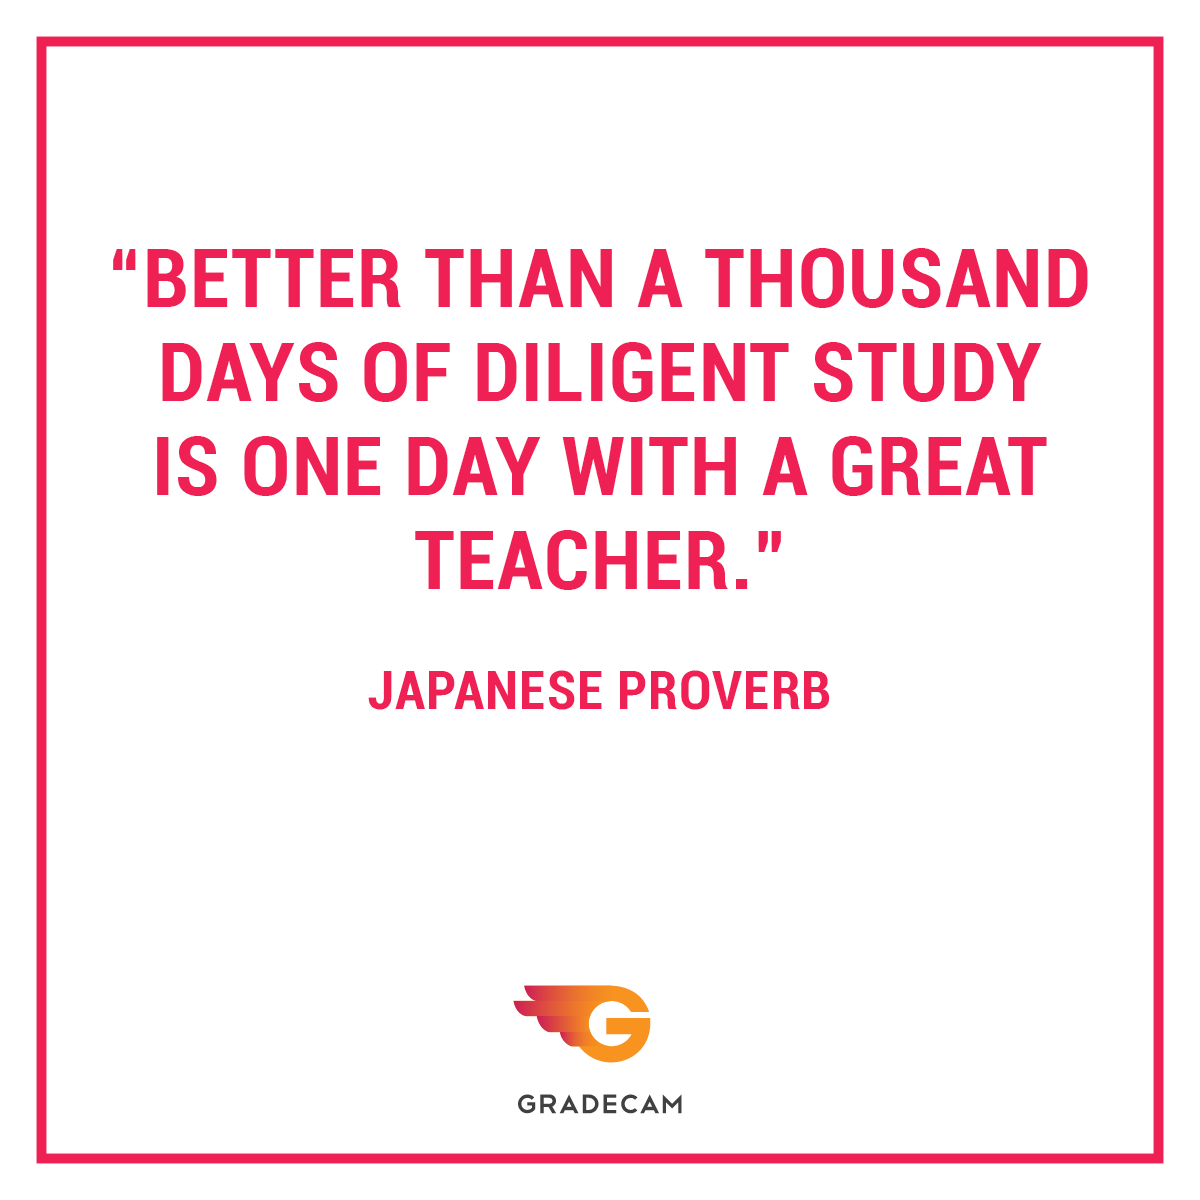 “BETTER THAN A THOUSAND
DAYS OF DILIGENT STUDY
IS ONE DAY WITH A GREAT
TEACHER.”
JAPANESE PROVERB
G
GRADECAM